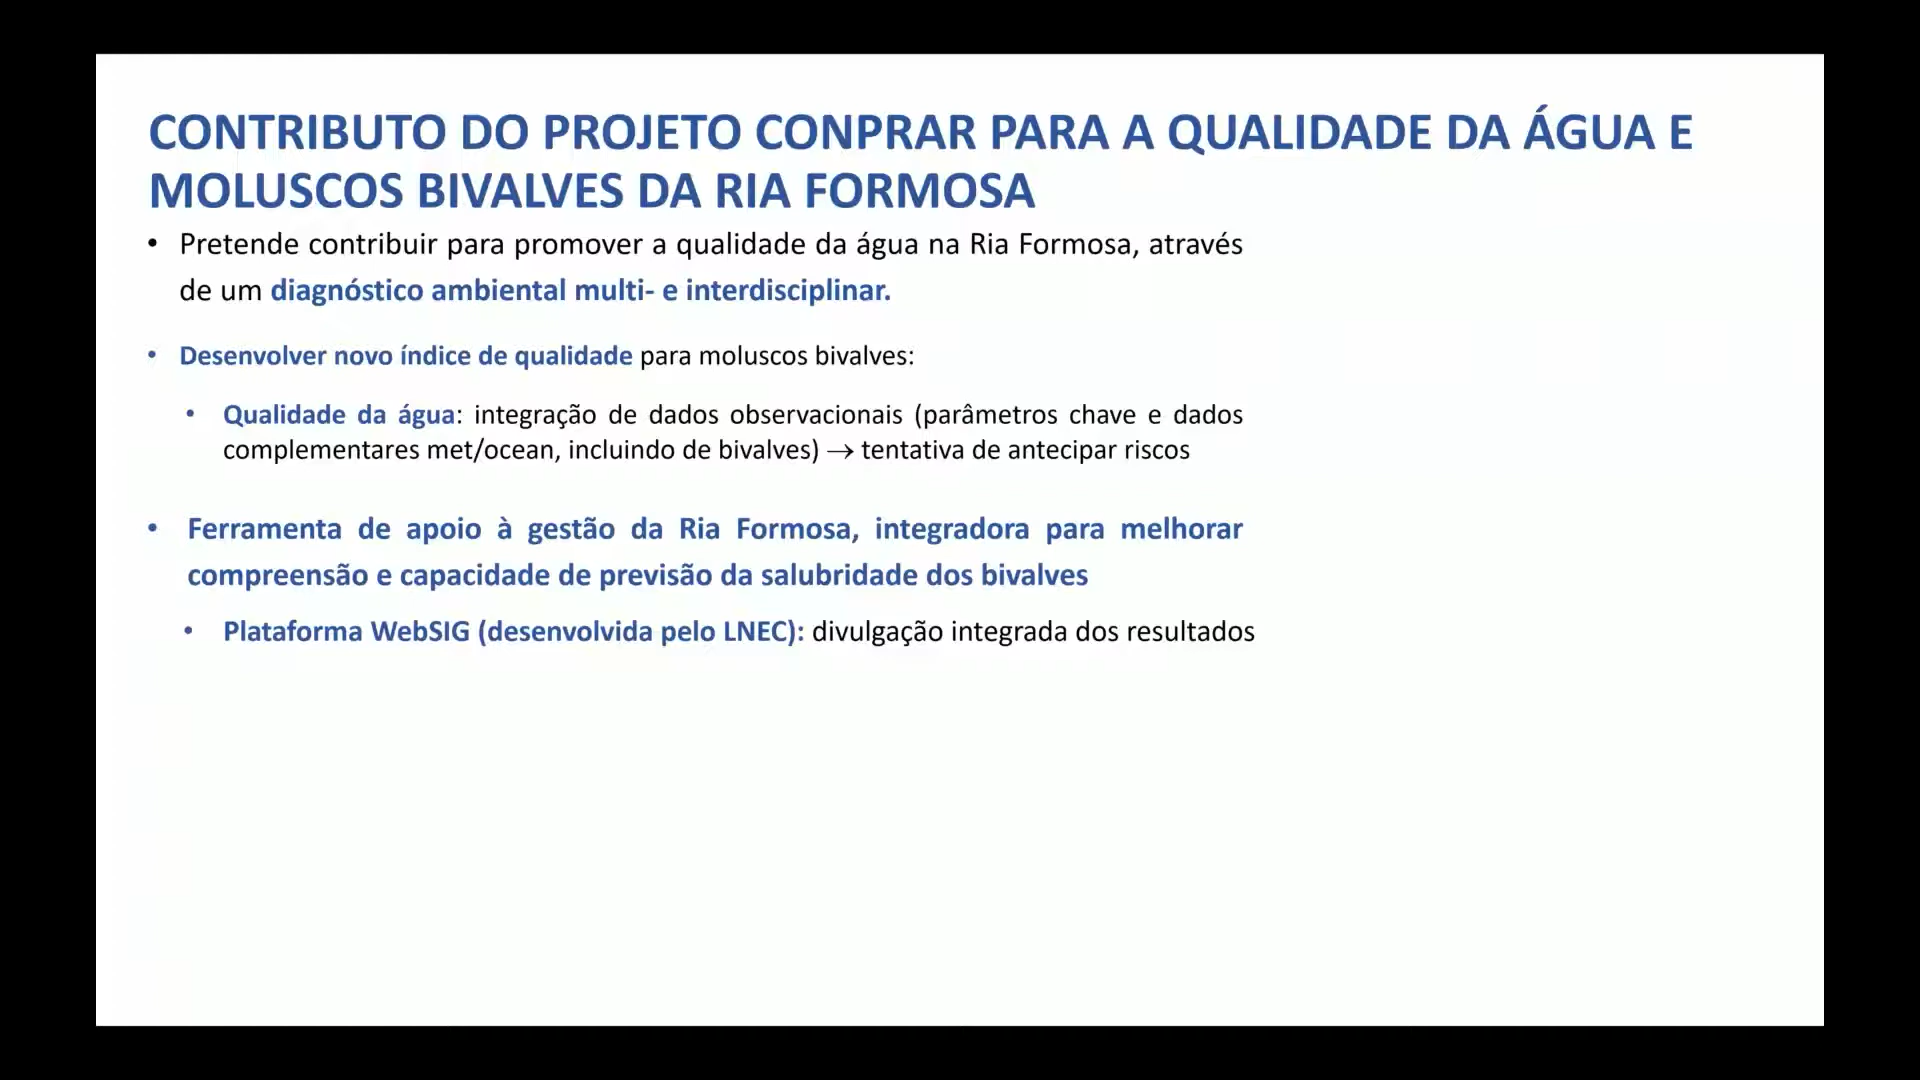 CONTRIBUTO DO PROJETO CONPRAR PARA A QUALIDADE DA ÁGUA E
MOLUSCOS BIVALVES DA RIA FORMOSA
• Pretende contribuir para promover a qualidade da água na Ria Formosa, através
de um diagnóstico ambiental multi- e interdisciplinar.
• Desenvolver novo índice de qualidade para moluscos bivalves:
• Qualidade da água: integração de dados observacionais (parâmetros chave e dados
complementares met/ocean, incluindo de bivalves) → tentativa de antecipar riscos
• Ferramenta de apoio à gestão da Ria Formosa, integradora para melhorar
compreensão e capacidade de previsão da salubridade dos bivalves
• Plataforma WebSIG (desenvolvida pelo LNEC): divulgação integrada dos resultados